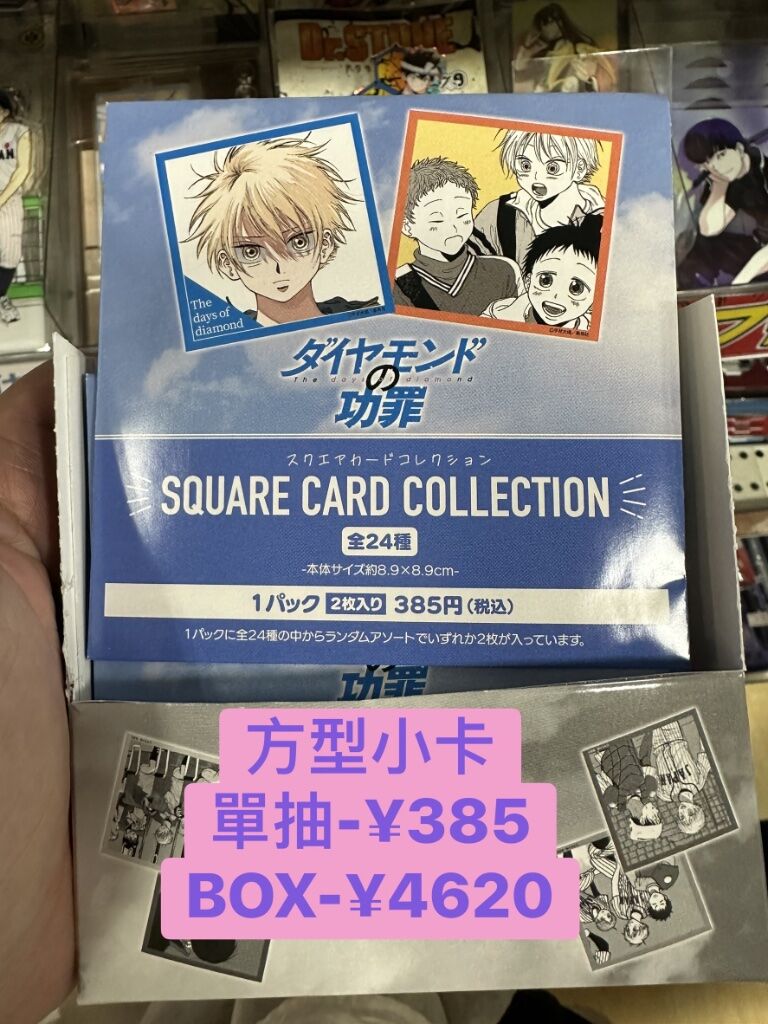 Dr.STONE
The
days of
diamond
ダイヤモンド
の
The days of diamond
功罪
スクエアカードコレクション
SQUARE CARD COLLECTION
全24種
-本体サイズ約8.9×8.9cm-
1パック 2枚入り 385円(税込)
1パックに全24種の中からランダムアソートでいずれか2枚が入っています。
功罪
方型小卡
單抽-¥385
BOX-¥4620
JAPAN